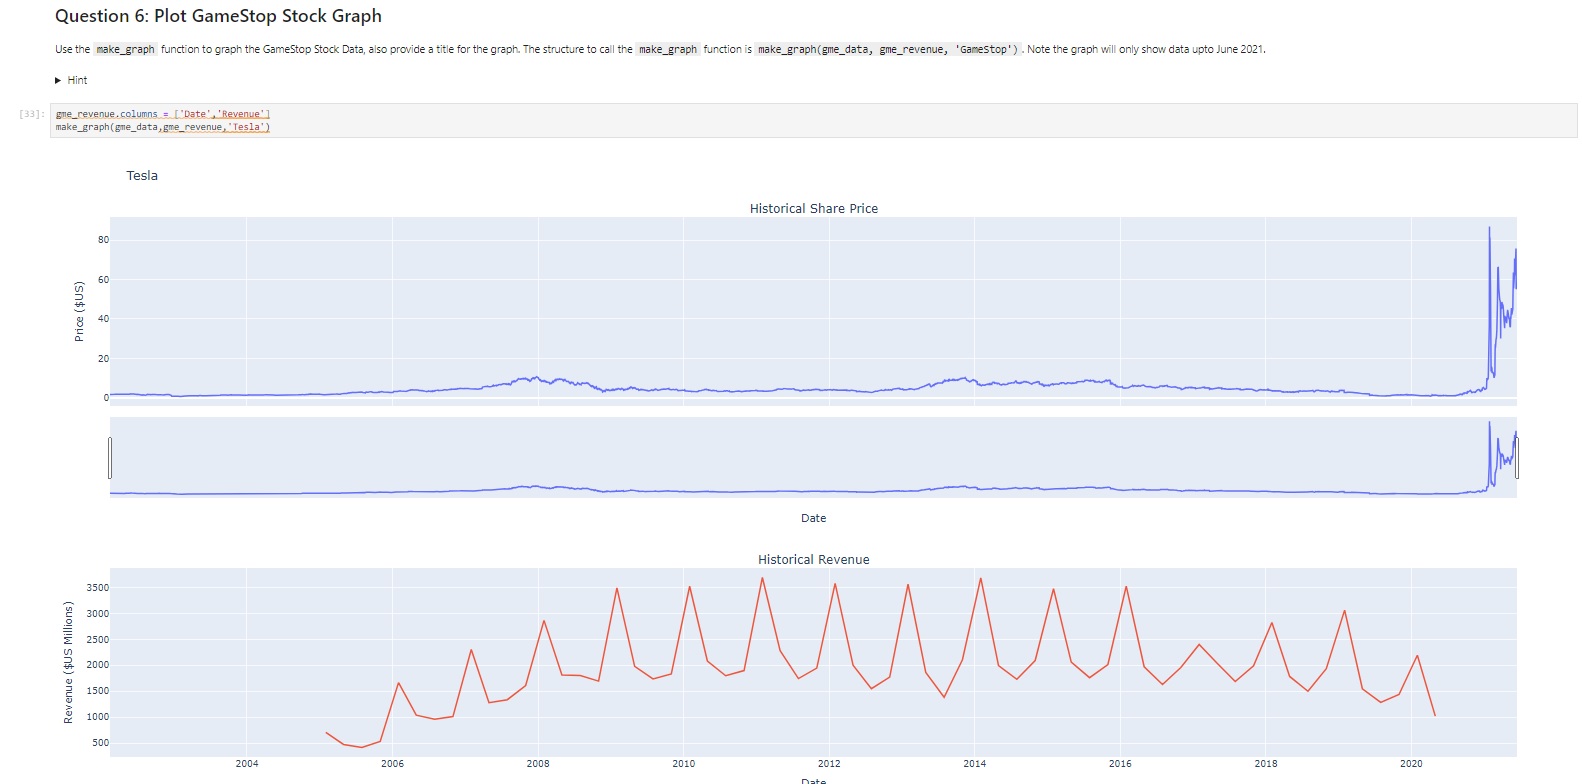 Question 6: Plot GameStop Stock Graph
Use the make_graph function to graph the GameStop Stock Data, also provide a title for the graph. The structure to call the make_graph function is make_graph(gme_data, gme_revenue, 'GameStop') . Note the graph will only show data upto June 2021.
▶ Hint
[33]: gme_revenue.columns = ['Date','Revenue']
make_graph(gme_data,gme_revenue,'Tesla')
Tesla
Historical Share Price
80
60
40
20
0
Price ($US)
Date
Historical Revenue
3500
3000
2500
2000
1500
1000
500
Revenue ($US Millions)
2004 2006 2008 2010 2012 2014 2016 2018 2020
Date